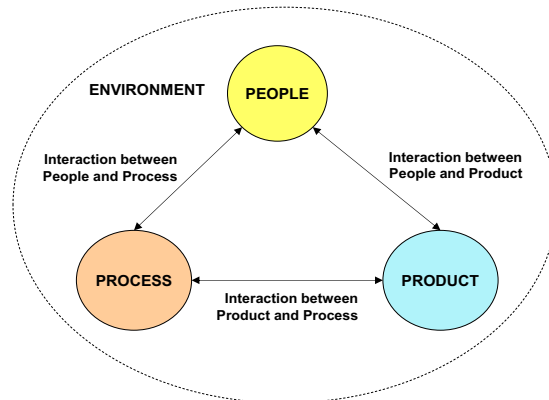 ENVIRONMENT
PEOPLE
Interaction between
People and Process
Interaction between
People and Product
PROCESS
PRODUCT
Interaction between
Product and Process